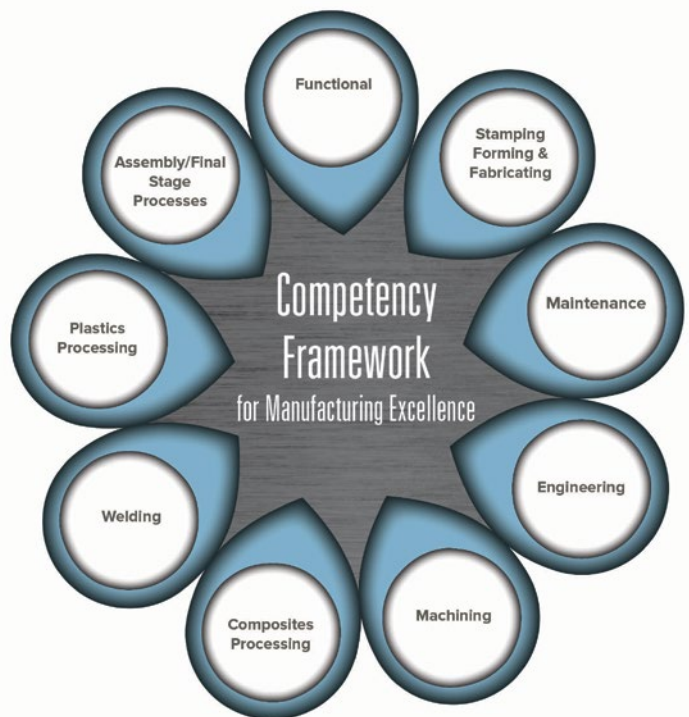 Functional
Stamping
Forming &
Fabricating
Maintenance
Engineering
Machining
Composites
Processing
Welding
Plastics
Processing
Assembly/Final
Stage
Processes
Competency
Framework
for Manufacturing Excellence